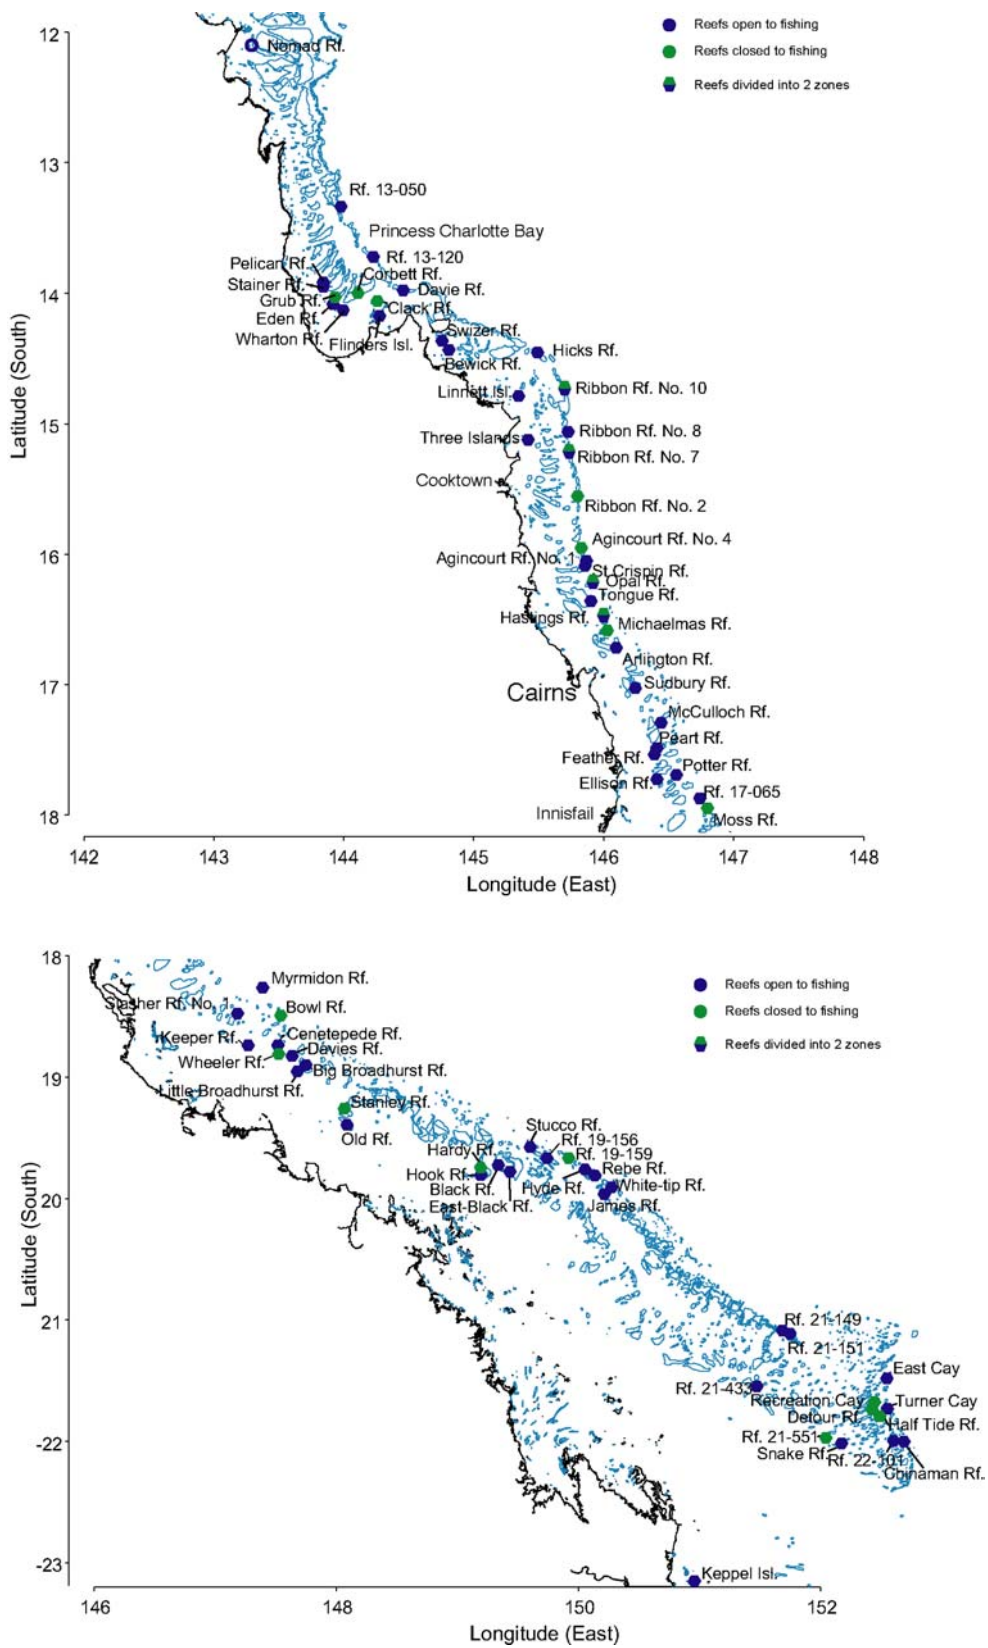 Reefs open to fishing
Reefs closed to fishing
Reefs divided into 2 zones
12
13
14
15
16
17
18
Latitude (South)
Nomad Rf.
Rf. 13-050
Princess Charlotte Bay
Rf. 13-120
Pelican Rf.
Corbett Rf.
Stainer Rf.
Davie Rf.
Grub Rf.
Clack Rf.
Eden Rf.
Wharton Rf.
Flinders Isl.
Swizer Rf.
Hicks Rf.
Bewick Rf.
Linnett Isl.
Ribbon Rf. No. 10
Ribbon Rf. No. 8
Three Islands
Ribbon Rf. No. 7
Cooktown
Ribbon Rf. No. 2
Agincourt Rf. No. 4
Agincourt Rf. No. 1
St Crispin Rf.
Opal Rf.
Tongue Rf.
Hastings Rf.
Michaelmas Rf.
Arlington Rf.
Sudbury Rf.
Cairns
McCulloch Rf.
Peart Rf.
Feather Rf.
Potter Rf.
Ellison Rf.
Rf. 17-065
Innisfail
Moss Rf.
142 143 144 145 146 147 148
Longitude (East)
18
19
20
21
-22
-23
Latitude (South)
Reefs open to fishing
Reefs closed to fishing
Reefs divided into 2 zones
Myrmidon Rf.
Slasher Rf. No. 1
Bowl Rf.
Keeper Rf.
Cenetepede Rf.
Davies Rf.
Wheeler Rf.
Big Broadhurst Rf.
Little Broadhurst Rf.
Stanley Rf.
Old Rf.
Stucco Rf.
Hardy Rf.
Rf. 19-156
Rf. 19-159
Hook Rf.
Rebe Rf.
Black Rf.
Hyde Rf.
White-tip Rf.
East-Black Rf.
James Rf.
Rf. 21-149
Rf. 21-151
East Cay
Rf. 21-433
Recreation Cay
Turner Cay
Detour Rf.
Half Tide Rf.
Rf. 21-551
Snake Rf.
Rf. 22-101
Chinaman Rf.
Keppel Isl.
146 148 150 152
Longitude (East)